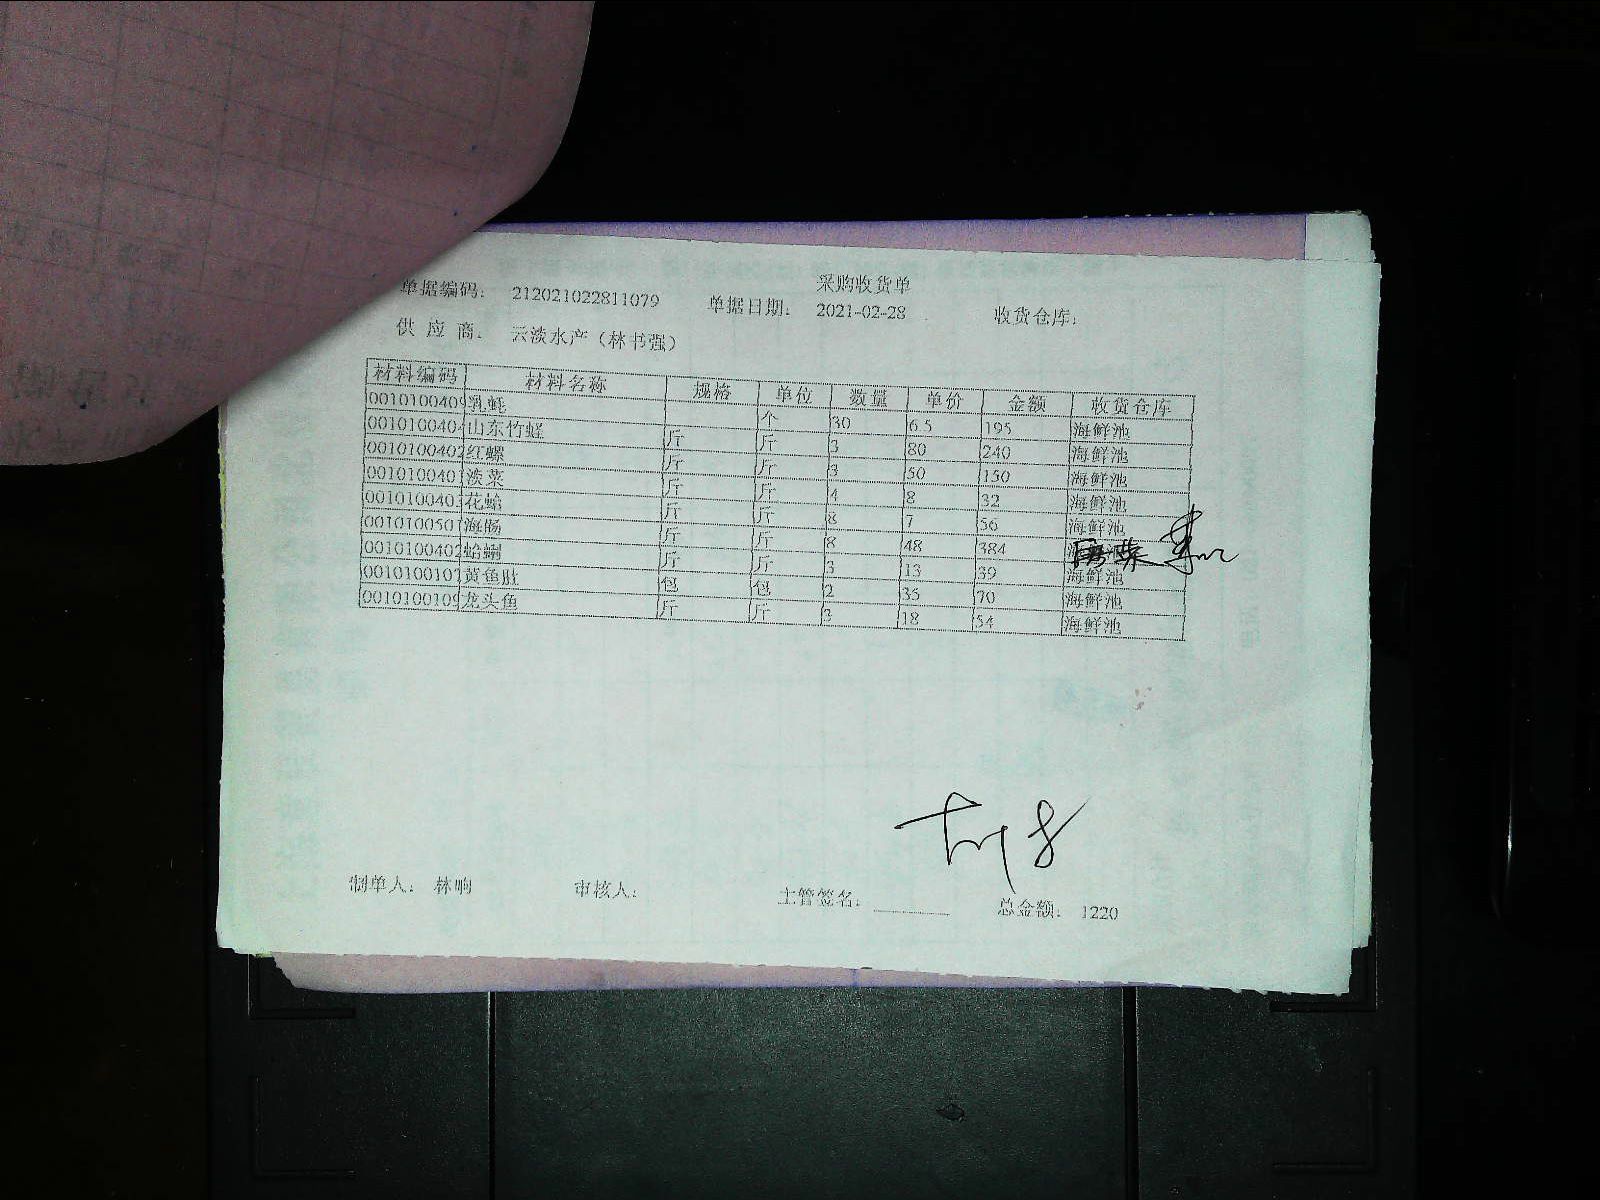 采购收货单
单据编码： 212021022811079 单据日期： 2021-02-28 收货仓库：
供 应 商： 云淡水产（林书强）
材料编码 材料名称 规格 单位 数量 单价 金额 收货仓库
0010100409 乳蚝 个 30 6.5 195 海鲜池
001010040 山东竹蛏 斤 斤 3 80 240 海鲜池
0010100402 红螺 斤 斤 3 50 150 海鲜池
0010100401 淡菜 斤 斤 4 8 32 海鲜池
001010040 花蛤 斤 斤 8 7 56 海鲜池
0010100501 海肠 斤 斤 8 48 384
0010100402 蛤蜊 斤 斤 3 13 39 海鲜池
0010100101 黄鱼肚 包 包 2 35 70 海鲜池
0010100109 龙头鱼 斤 斤 3 18 54 海鲜池
制单人： 林响 审核人： 主管签名： 总金额： 1220